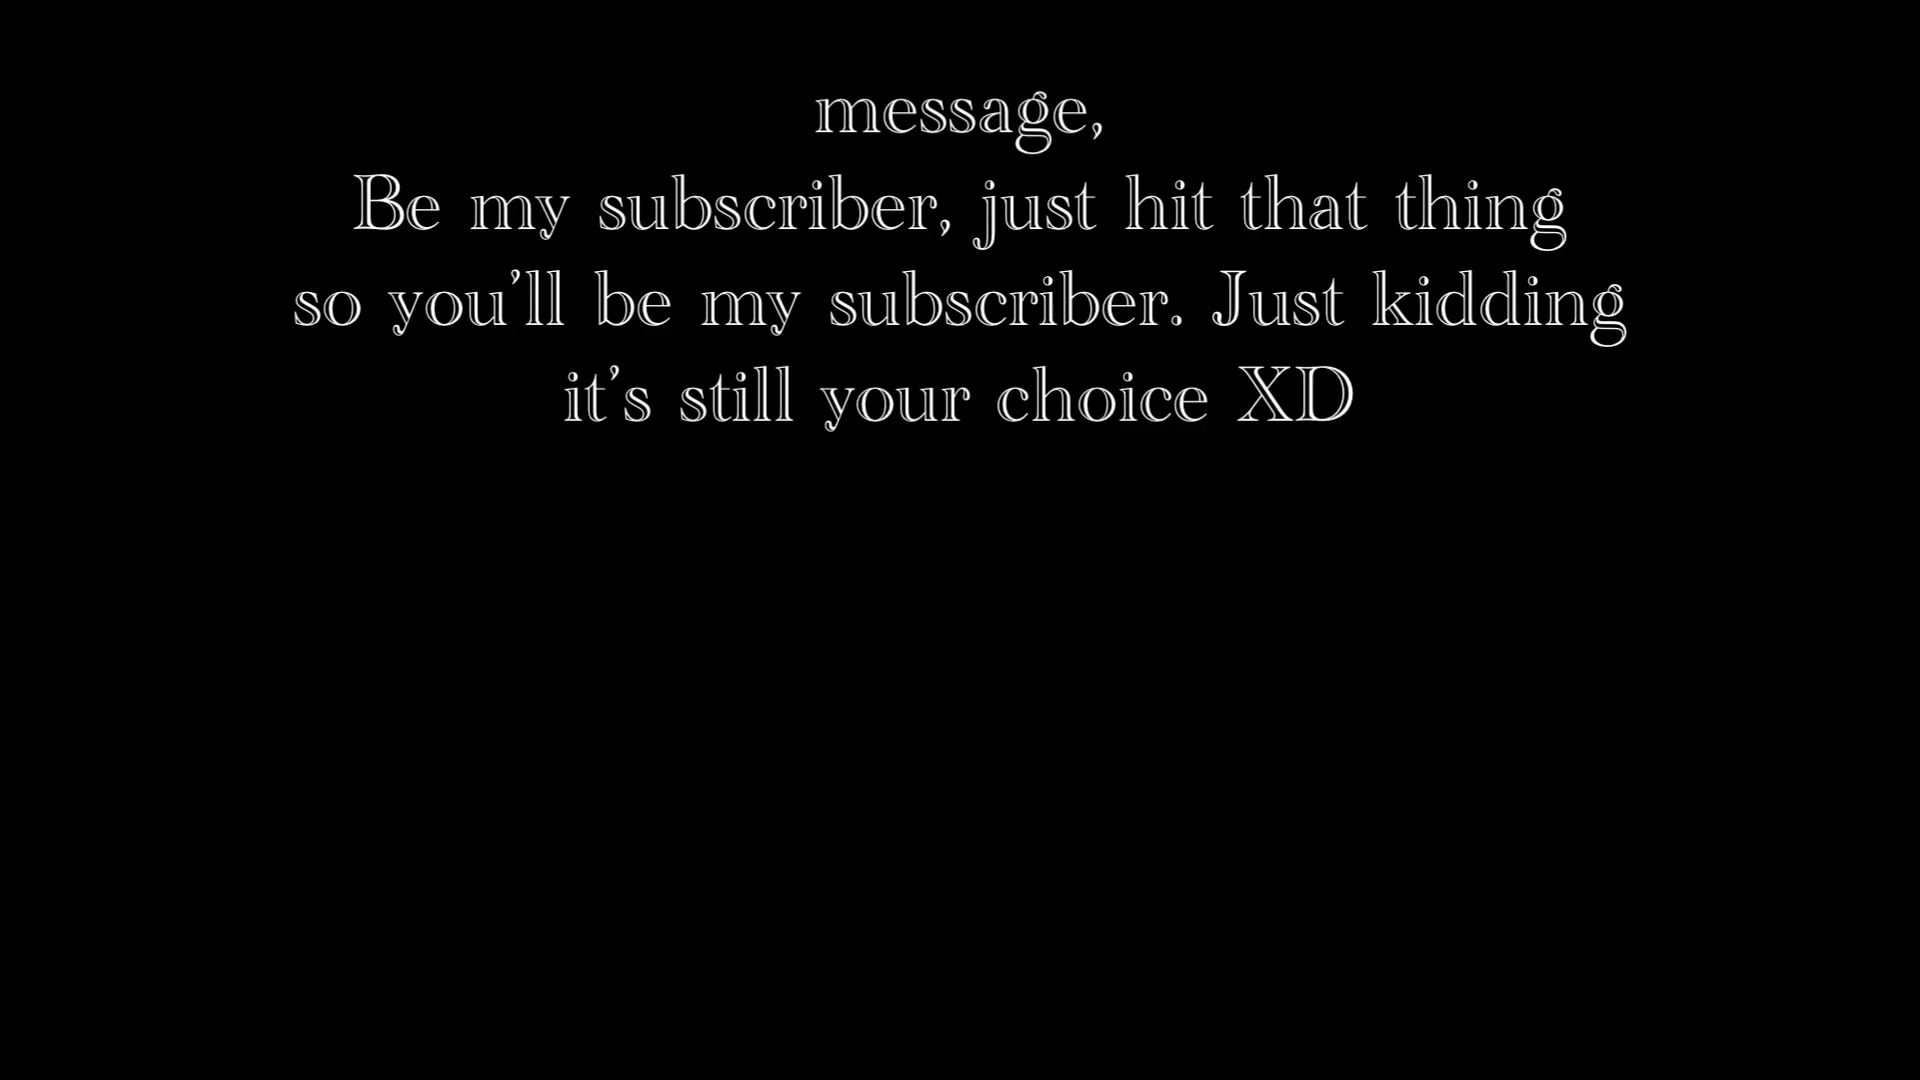 message,
Be my subscriber, just hit that thing
so you'll be my subscriber. Just kidding
it's still your choice XD